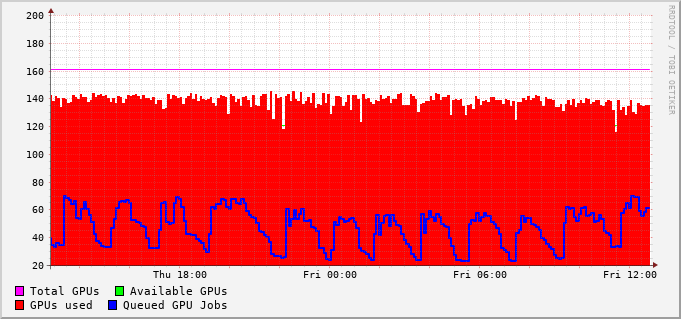 RRDTOOL / TOBI OETIKER
200
180
160
140
120
100
80
60
40
20
Thu 18:00 Fri 00:00 Fri 06:00 Fri 12:00
Total GPUs Available GPUs
GPUs used Queued GPU Jobs